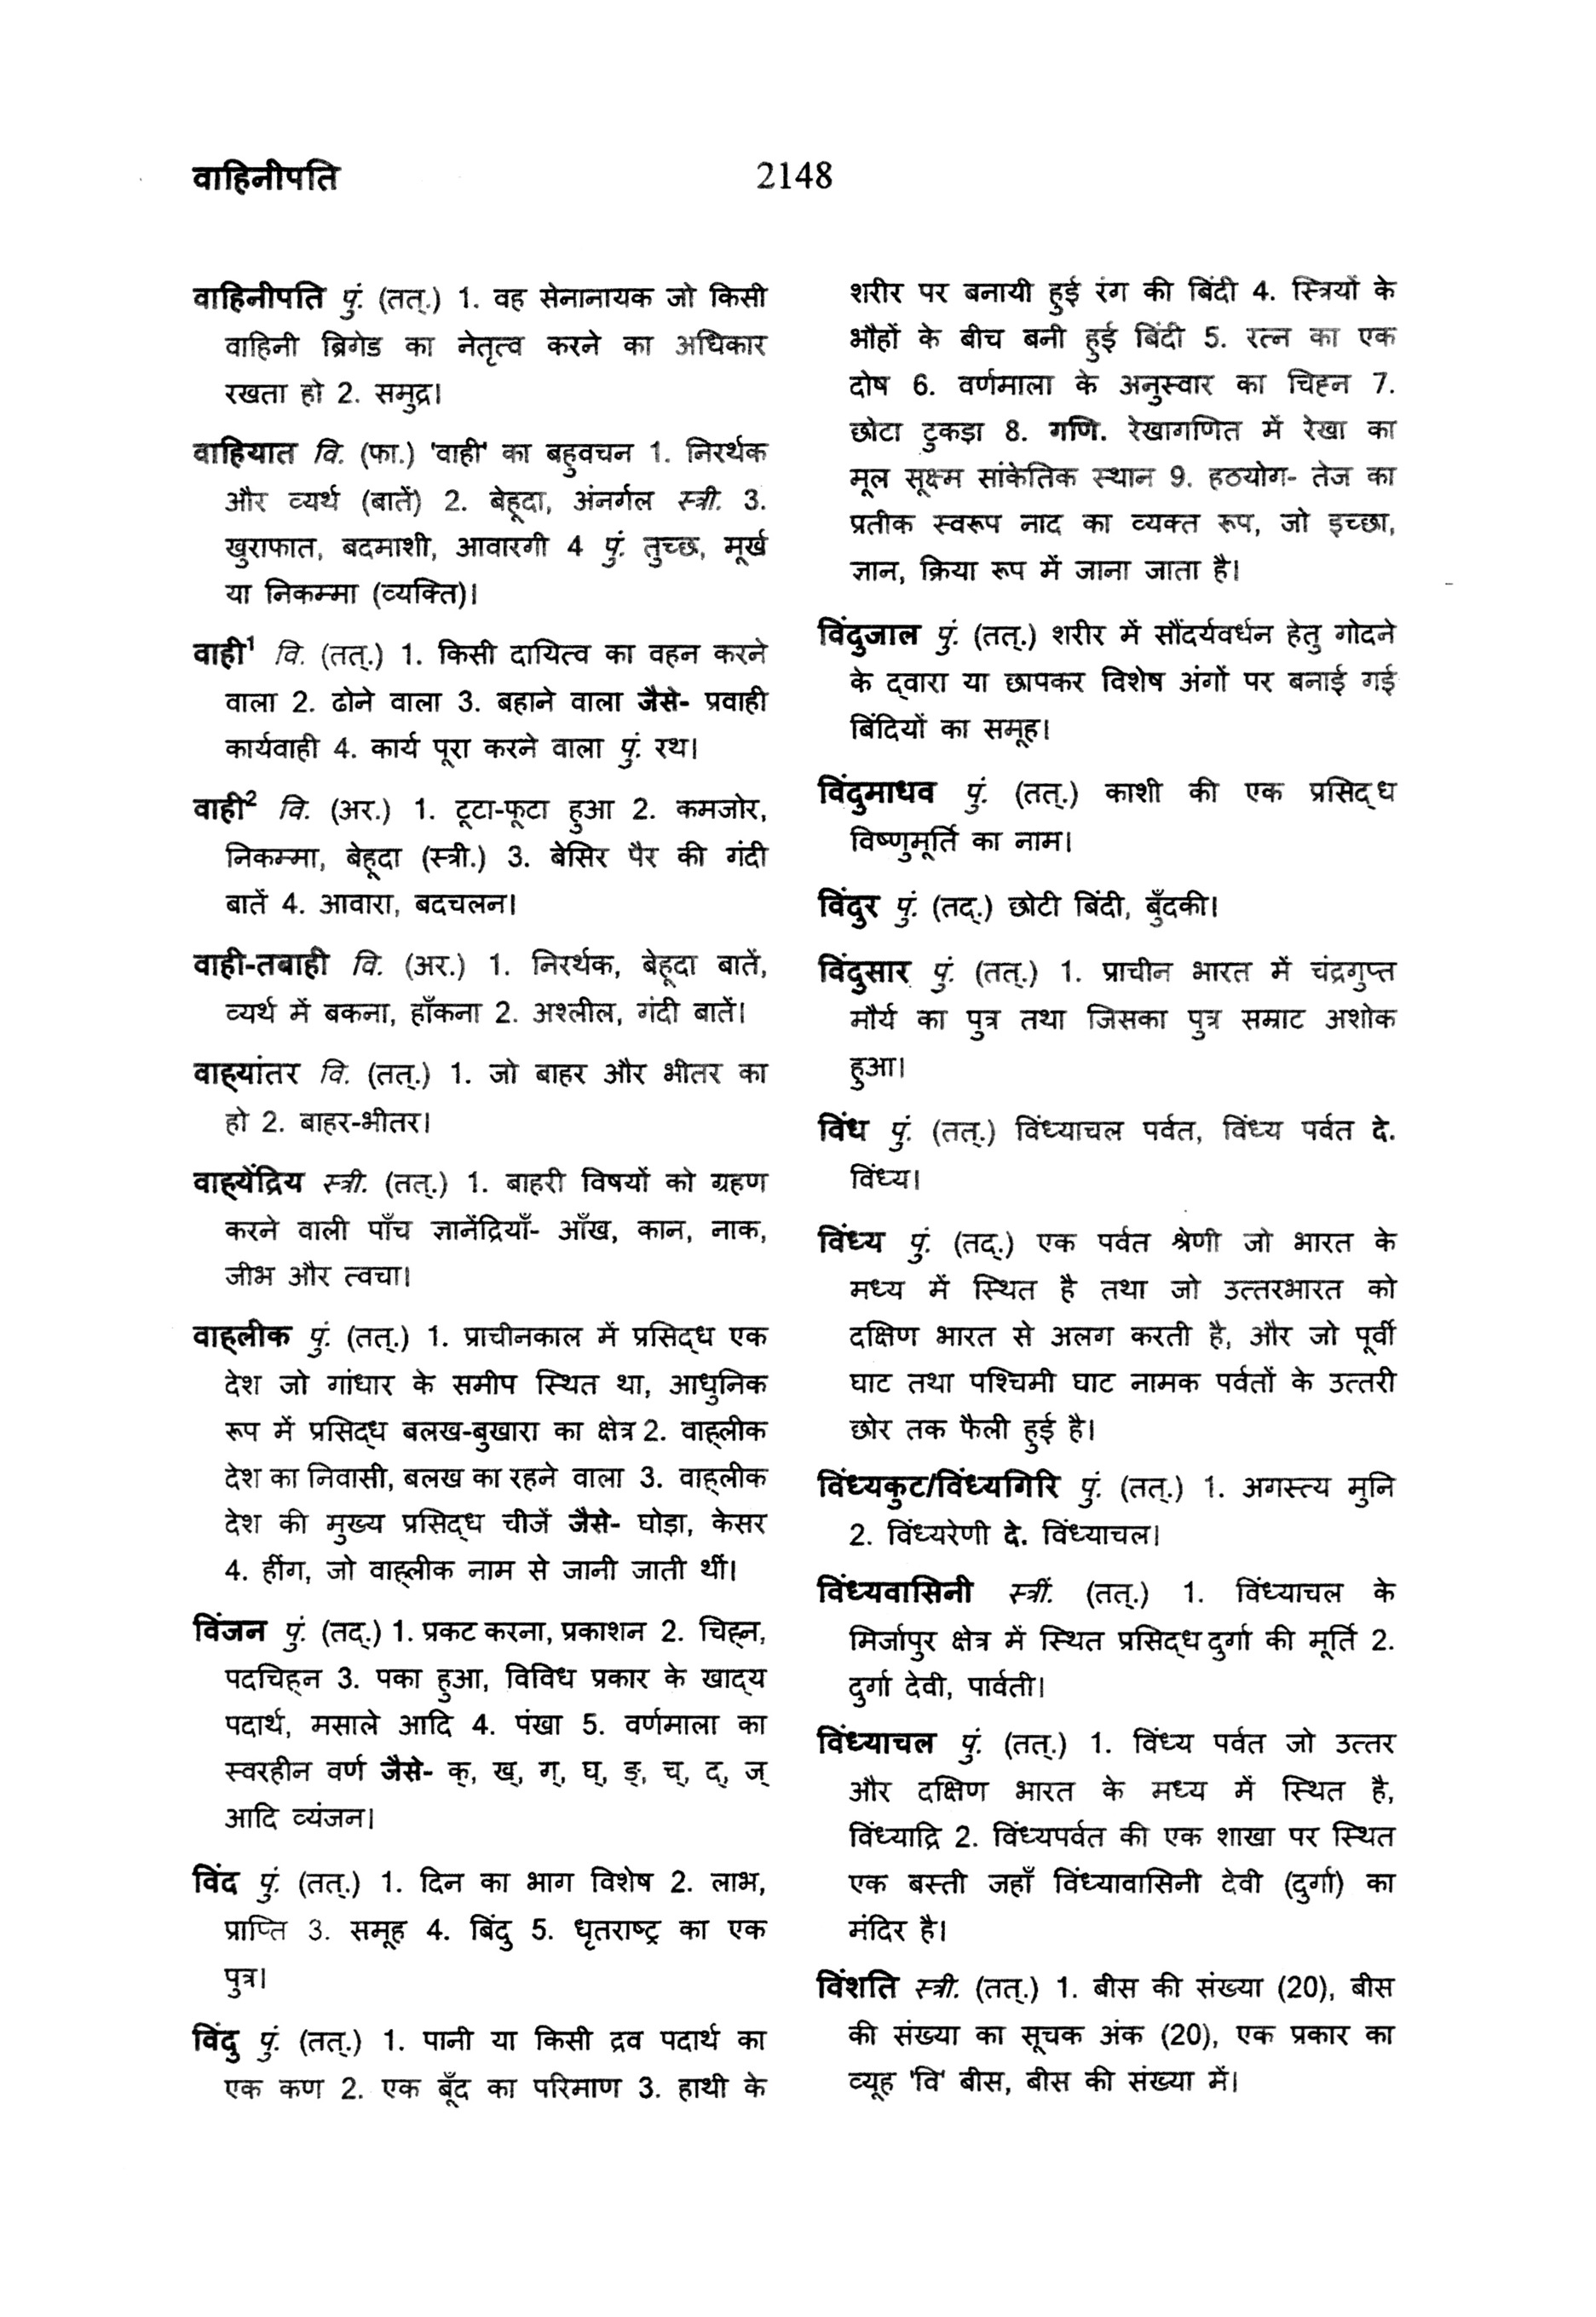 वाहिनीपति
2148
वाहिनीपति पुं. (तत्.) 1. वह सेनानायक जो किसी
वाहिनी ब्रिगेड का नेतृत्व करने का अधिकार
रखता हो 2. समुद्र।
वाहियात वि. (फा.) 'वाही' का बहुवचन 1. निरर्थक
और व्यर्थ (बातें) 2. बेहूदा, अंनर्गल स्त्री. 3.
खुराफात, बदमाशी, आवारगी 4 पुं. तुच्छ, मूर्ख
या निकम्मा (व्यक्ति)।
वाही¹ वि. (तत्.) 1. किसी दायित्व का वहन करने
वाला 2. ढोने वाला 3. बहाने वाला जैसे- प्रवाही
कार्यवाही 4. कार्य पूरा करने वाला पुं. रथ।
वाही² वि. (अर.) 1. टूटा-फूटा हुआ 2. कमजोर,
निकम्मा, बेहूदा (स्त्री.) 3. बेसिर पैर की गंदी
बातें 4. आवारा, बदचलन।
वाही-तबाही वि. (अर.) 1. निरर्थक, बेहूदा बातें,
व्यर्थ में बकना, हाँकना 2. अश्लील, गंदी बातें।
वाह्‌यांतर वि. (तत्.) 1. जो बाहर और भीतर का
हो 2. बाहर-भीतर।
वाह्‌येंद्रिय स्त्री. (तत्.) 1. बाहरी विषयों को ग्रहण
करने वाली पाँच ज्ञानेंद्रियाँ- आँख, कान, नाक,
जीभ और त्वचा।
वाह्‌लीक पुं. (तत्.) 1. प्राचीनकाल में प्रसिद्‌ध एक
देश जो गांधार के समीप स्थित था, आधुनिक
रूप में प्रसिद्‌ध बलख-बुखारा का क्षेत्र 2. वाह्‌लीक
देश का निवासी, बलख का रहने वाला 3. वाह्‌लीक
देश की मुख्य प्रसिद्‌ध चीजें जैसे- घोड़ा, केसर
4. हींग, जो वाह्‌लीक नाम से जानी जाती थीं।
विंजन पुं. (तद्.) 1. प्रकट करना, प्रकाशन 2. चिह्‌न,
पदचिह्‌न 3. पका हुआ, विविध प्रकार के खाद्‌य
पदार्थ, मसाले आदि 4. पंखा 5. वर्णमाला का
स्वरहीन वर्ण जैसे- क्, ख्, ग्, घ्, ङ्, च्, द्, ज्
आदि व्यंजन।
विंद पुं. (तत्.) 1. दिन का भाग विशेष 2. लाभ,
प्राप्ति 3. समूह 4. बिंदु 5. धृतराष्ट्र का एक
पुत्र।
विंदु पुं. (तत्.) 1. पानी या किसी द्रव पदार्थ का
एक कण 2. एक बूँद का परिमाण 3. हाथी के
शरीर पर बनायी हुई रंग की बिंदी 4. स्त्रियों के
भौहों के बीच बनी हुई बिंदी 5. रत्न का एक
दोष 6. वर्णमाला के अनुस्वार का चिह्‌न 7.
छोटा टुकड़ा 8. गणि. रेखागणित में रेखा का
मूल सूक्ष्म सांकेतिक स्थान 9. हठयोग- तेज का
प्रतीक स्वरूप नाद का व्यक्त रूप, जो इच्छा,
ज्ञान, क्रिया रूप में जाना जाता है।
विंदुजाल पुं. (तत्.) शरीर में सौंदर्यवर्धन हेतु गोदने
के द्‌वारा या छापकर विशेष अंगों पर बनाई गई
बिंदियों का समूह।
विंदुमाधव पुं. (तत्.) काशी की एक प्रसिद्‌ध
विष्णुमूर्ति का नाम।
विंदुर पुं. (तद्.) छोटी बिंदी, बुँदकी।
विंदुसार पुं. (तत्.) 1. प्राचीन भारत में चंद्रगुप्त
मौर्य का पुत्र तथा जिसका पुत्र सम्राट अशोक
हुआ।
विंध पुं. (तत्.) विंध्याचल पर्वत, विंध्य पर्वत दे.
विंध्य।
विंध्य पुं. (तद्.) एक पर्वत श्रेणी जो भारत के
मध्य में स्थित है तथा जो उत्तरभारत को
दक्षिण भारत से अलग करती है, और जो पूर्वी
घाट तथा पश्चिमी घाट नामक पर्वतों के उत्तरी
छोर तक फैली हुई है।
विंध्यकुट/विंध्यगिरि पुं. (तत्.) 1. अगस्त्य मुनि
2. विंध्यरेणी दे. विंध्याचल।
विंध्यवासिनी स्त्रीं. (तत्.) 1. विंध्याचल के
मिर्जापुर क्षेत्र में स्थित प्रसिद्‌ध दुर्गा की मूर्ति 2.
दुर्गा देवी, पार्वती।
विंध्याचल पुं. (तत्.) 1. विंध्य पर्वत जो उत्तर
और दक्षिण भारत के मध्य में स्थित है,
विंध्याद्रि 2. विंध्यपर्वत की एक शाखा पर स्थित
एक बस्ती जहाँ विंध्यावासिनी देवी (दुर्गा) का
मंदिर है।
विंशति स्त्री. (तत्.) 1. बीस की संख्या (20), बीस
की संख्या का सूचक अंक (20), एक प्रकार का
व्यूह 'वि' बीस, बीस की संख्या में।